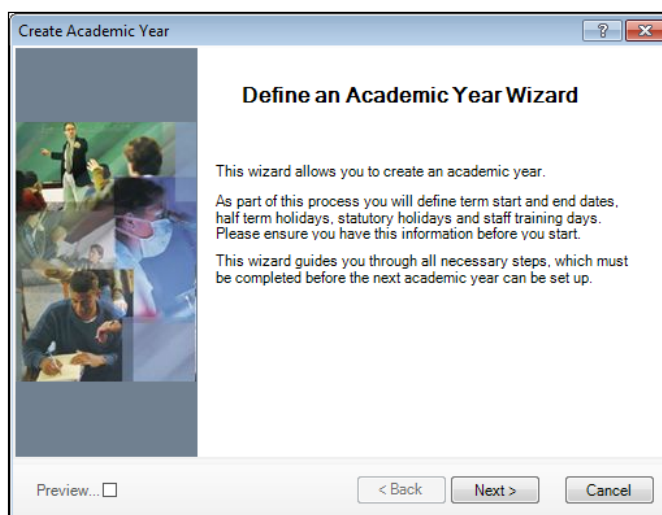 Create Academic Year
?
Define an Academic Year Wizard
This wizard allows you to create an academic year.
As part of this process you will define term start and end dates,
half term holidays, statutory holidays and staff training days.
Please ensure you have this information before you start.
This wizard guides you through all necessary steps, which must
be completed before the next academic year can be set up.
Preview...
< Back
Next >
Cancel